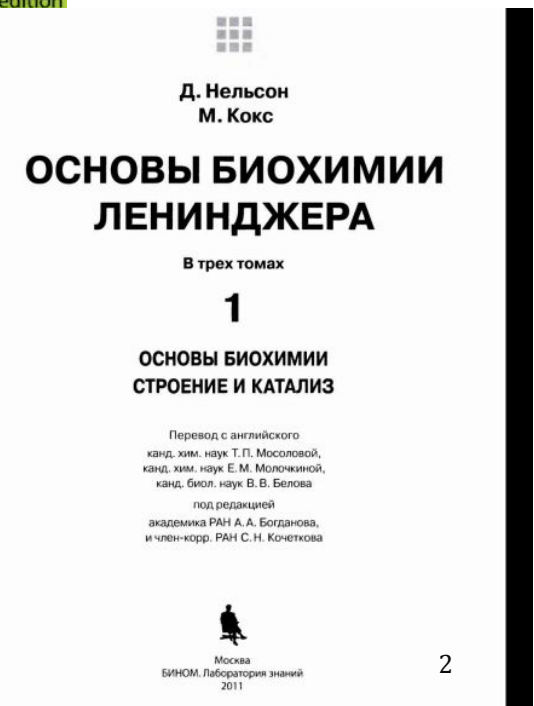 edition
Д. Нельсон
М. Кокс
ОСНОВЫ БИОХИМИИ
ЛЕНИНДЖЕРА
В трех томах
1
ОСНОВЫ БИОХИМИИ
СТРОЕНИЕ И КАТАЛИЗ
Перевод с английского
канд. хим. наук Т. П. Мосоловой,
канд. хим. наук Е. М. Молочкиной,
канд. биол. наук В. В. Белова
под редакцией
академика РАН А. А. Богданова,
и член-корр. РАН С. Н. Кочеткова
Москва
БИНОМ. Лаборатория знаний
2011
2